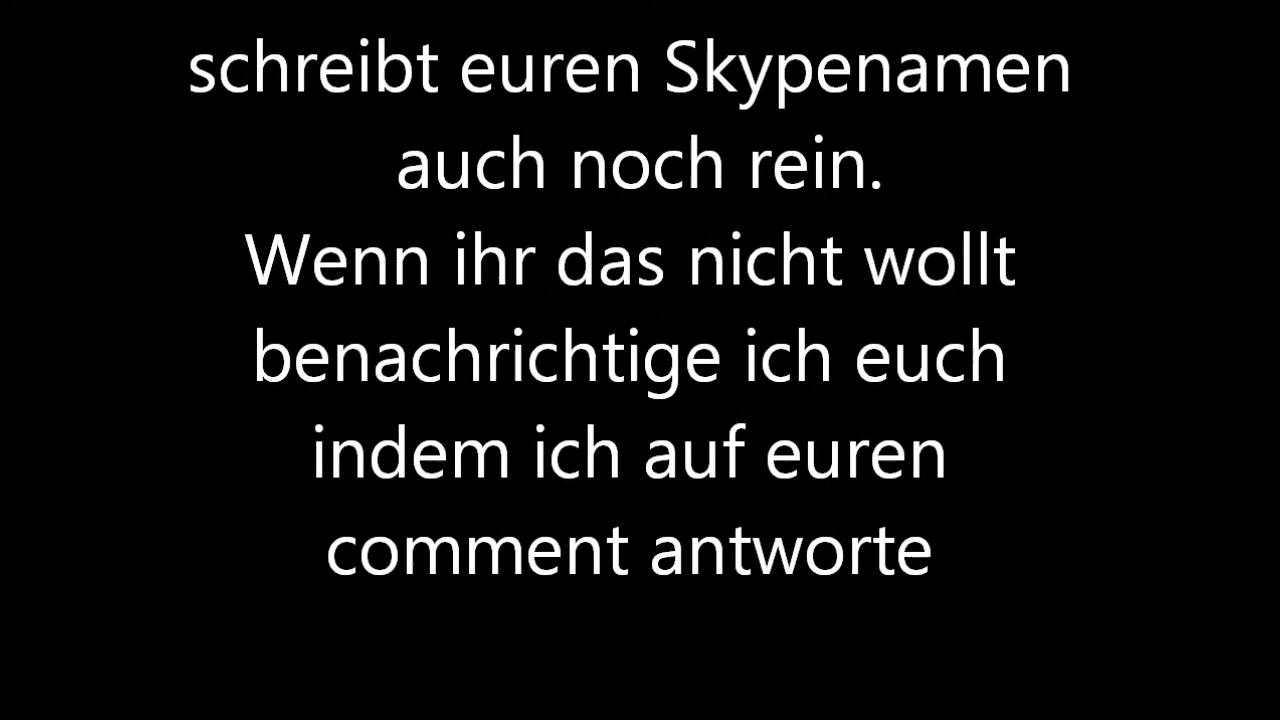 schreibt euren Skypenamen
auch noch rein.
Wenn ihr das nicht wollt
benachrichtige ich euch
indem ich auf euren
comment antworte